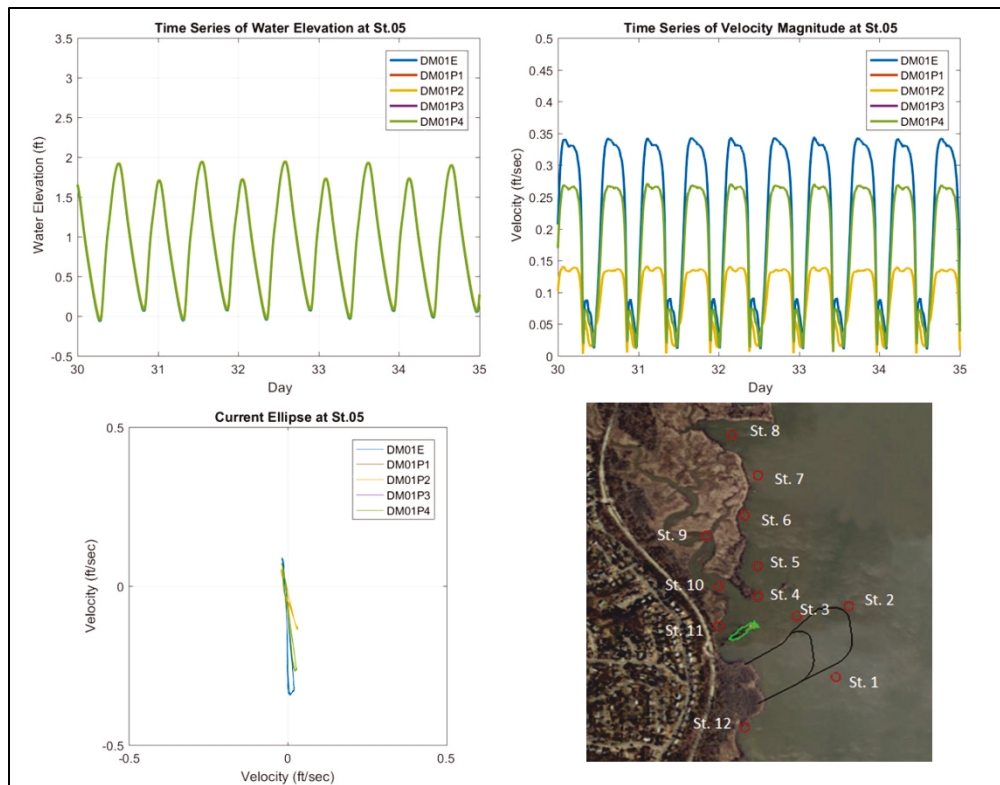 Time Series of Water Elevation at St.05
3.5
3
2.5
2
1.5
1
0.5
0
-0.5
Water Elevation (ft)
DM01E
DM01P1
DM01P2
DM01P3
DM01P4
30
31
32
33
34
35
Day
Time Series of Velocity Magnitude at St.05
0.5
0.45
0.4
0.35
0.3
0.25
0.2
0.15
0.1
0.05
0
Velocity (ft/sec)
DM01E
DM01P1
DM01P2
DM01P3
DM01P4
30
31
32
33
34
35
Day
Current Ellipse at St.05
0.5
0
-0.5
Velocity (ft/sec)
DM01E
DM01P1
DM01P2
DM01P3
DM01P4
-0.5
0
0.5
Velocity (ft/sec)
St. 8
St. 7
St. 6
St. 9
St. 5
St. 10
St. 4
St. 2
St. 3
St. 11
St. 1
St. 12